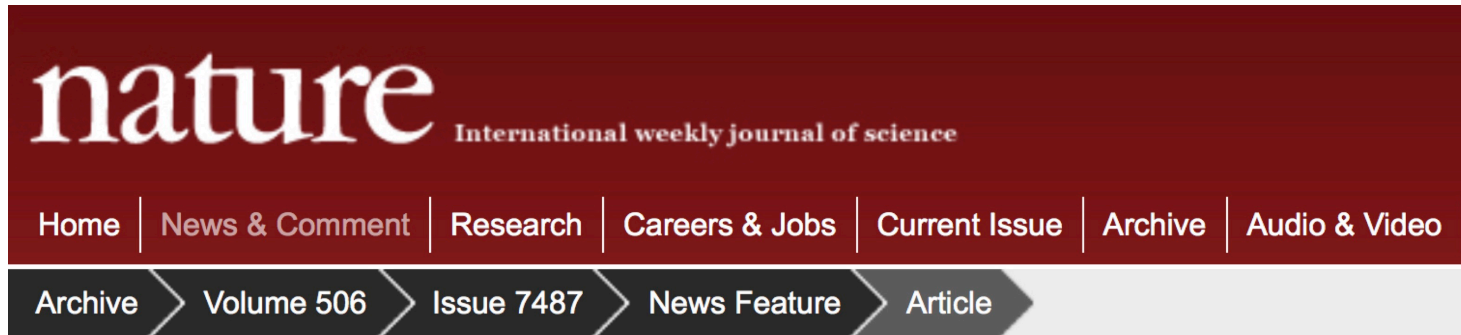 nature International weekly journal of science
Home News & Comment Research Careers & Jobs Current Issue Archive Audio & Video
Archive Volume 506 Issue 7487 News Feature Article